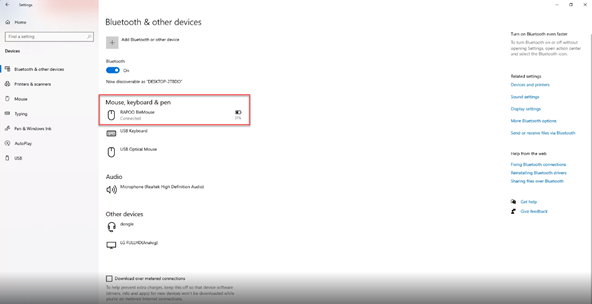 Settings
Home
Find a setting
Devices
Bluetooth & other devices
Printers & scanners
Mouse
Typing
Pen & Windows Ink
AutoPlay
USB
Bluetooth & other devices
Add Bluetooth or other device
Bluetooth
On
Now discoverable as
Mouse, keyboard & pen
RAPOO
Connected
USB Keyboard
USB Optical Mouse
Audio
Microphone (Realtek High Definition Audio)
Other devices
dongle
LG FULLHD(Analog)
Download over metered connections
To help prevent extra charges, keep this off so that device software
(drivers, info and apps) for new devices won't be downloaded while
you're on metered Internet connections.
Turn on Bluetooth even faster
To turn Bluetooth on or off without
opening Settings, open action center
and select the Bluetooth icon.
Related settings
Devices and printers
Sound settings
Display settings
More Bluetooth options
Send or receive files via Bluetooth
Help from the web
Fixing Bluetooth connections
Reinstalling Bluetooth drivers
Sharing files over Bluetooth
Get help
Give feedback